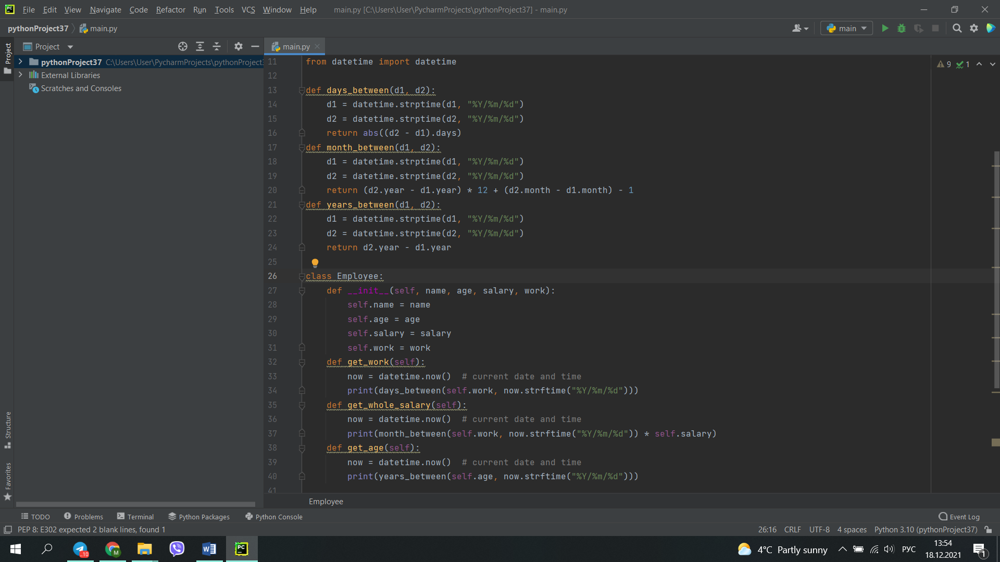 File Edit View Navigate Code Refactor Run Tools VCS Window Help main.py [C:\Users\User\PycharmProjects\pythonProject37] - main.py
pythonProject37 main.py main
Project main.py
pythonProject37 C:\Users\User\PycharmProjects\pythonProject3
External Libraries
Scratches and Consoles
Project
Structure
Favorites
9 1
11 from datetime import datetime
12
13 def days_between(d1, d2):
14     d1 = datetime.strptime(d1, "%Y/%m/%d")
15     d2 = datetime.strptime(d2, "%Y/%m/%d")
16     return abs((d2 - d1).days)
17 def month_between(d1, d2):
18     d1 = datetime.strptime(d1, "%Y/%m/%d")
19     d2 = datetime.strptime(d2, "%Y/%m/%d")
20     return (d2.year - d1.year) * 12 + (d2.month - d1.month) - 1
21 def years_between(d1, d2):
22     d1 = datetime.strptime(d1, "%Y/%m/%d")
23     d2 = datetime.strptime(d2, "%Y/%m/%d")
24     return d2.year - d1.year
25
26 class Employee:
27     def __init__(self, name, age, salary, work):
28         self.name = name
29         self.age = age
30         self.salary = salary
31         self.work = work
32     def get_work(self):
33         now = datetime.now()  # current date and time
34         print(days_between(self.work, now.strftime("%Y/%m/%d")))
35     def get_whole_salary(self):
36         now = datetime.now()  # current date and time
37         print(month_between(self.work, now.strftime("%Y/%m/%d")) * self.salary)
38     def get_age(self):
39         now = datetime.now()  # current date and time
40         print(years_between(self.age, now.strftime("%Y/%m/%d")))
41
Employee
TODO Problems Terminal Python Packages Python Console Event Log
PEP 8: E302 expected 2 blank lines, found 1 26:16 CRLF UTF-8 4 spaces Python 3.10 (pythonProject37)
..10 M W PC 4°C Partly sunny РУС 13:54
18.12.2021 1